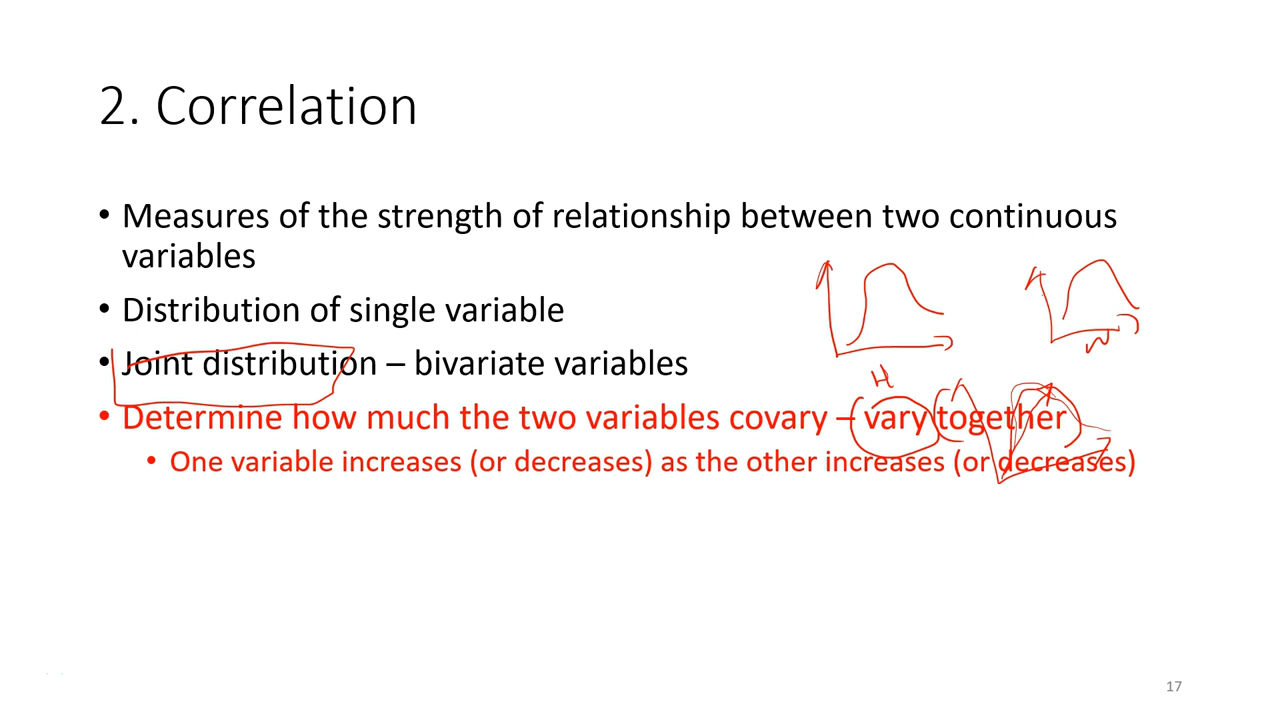 2. Correlation
• Measures of the strength of relationship between two continuous
variables
• Distribution of single variable
• Joint distribution – bivariate variables
H
W
• Determine how much the two variables covary – (vary together)
• One variable increases (or decreases) as the other increases (or decreases)
17